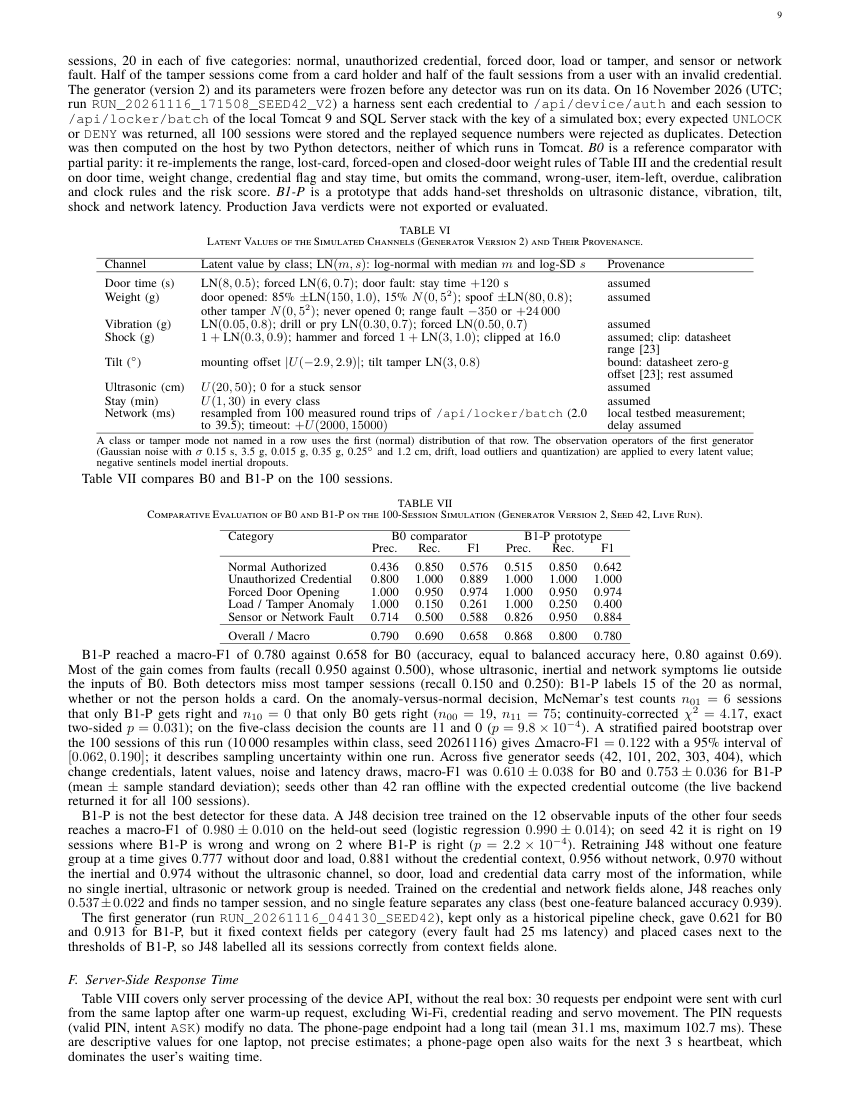 9
sessions, 20 in each of five categories: normal, unauthorized credential, forced door, load or tamper, and sensor or network
fault. Half of the tamper sessions come from a card holder and half of the fault sessions from a user with an invalid credential.
The generator (version 2) and its parameters were frozen before any detector was run on its data. On 16 November 2026 (UTC;
run RUN_20261116_171508_SEED42_V2) a harness sent each credential to /api/device/auth and each session to
/api/locker/batch of the local Tomcat 9 and SQL Server stack with the key of a simulated box; every expected UNLOCK
or DENY was returned, all 100 sessions were stored and the replayed sequence numbers were rejected as duplicates. Detection
was then computed on the host by two Python detectors, neither of which runs in Tomcat. B0 is a reference comparator with
partial parity: it re-implements the range, lost-card, forced-open and closed-door weight rules of Table III and the credential result
on door time, weight change, credential flag and stay time, but omits the command, wrong-user, item-left, overdue, calibration
and clock rules and the risk score. B1-P is a prototype that adds hand-set thresholds on ultrasonic distance, vibration, tilt,
shock and network latency. Production Java verdicts were not exported or evaluated.
TABLE VI
LATENT VALUES OF THE SIMULATED CHANNELS (GENERATOR VERSION 2) AND THEIR PROVENANCE.
Channel Latent value by class; LN(m, s): log-normal with median m and log-SD s Provenance
Door time (s) LN(8, 0.5); forced LN(6, 0.7); door fault: stay time +120 s assumed
Weight (g) door opened: 85% ±LN(150, 1.0), 15% N(0, 5²); spoof ±LN(80, 0.8); assumed
other tamper N(0, 5²); never opened 0; range fault −350 or +24 000
Vibration (g) LN(0.05, 0.8); drill or pry LN(0.30, 0.7); forced LN(0.50, 0.7) assumed
Shock (g) 1 + LN(0.3, 0.9); hammer and forced 1 + LN(3, 1.0); clipped at 16.0 assumed; clip: datasheet
range [23]
Tilt (°) mounting offset |U(−2.9, 2.9)|; tilt tamper LN(3, 0.8) bound: datasheet zero-g
offset [23]; rest assumed
Ultrasonic (cm) U(20, 50); 0 for a stuck sensor assumed
Stay (min) U(1, 30) in every class assumed
Network (ms) resampled from 100 measured round trips of /api/locker/batch (2.0 local testbed measurement;
to 39.5); timeout: +U(2000, 15000) delay assumed
A class or tamper mode not named in a row uses the first (normal) distribution of that row. The observation operators of the first generator
(Gaussian noise with σ 0.15 s, 3.5 g, 0.015 g, 0.35 g, 0.25° and 1.2 cm, drift, load outliers and quantization) are applied to every latent value;
negative sentinels model inertial dropouts.
Table VII compares B0 and B1-P on the 100 sessions.
TABLE VII
COMPARATIVE EVALUATION OF B0 AND B1-P ON THE 100-SESSION SIMULATION (GENERATOR VERSION 2, SEED 42, LIVE RUN).
Category B0 comparator B1-P prototype
Prec. Rec. F1 Prec. Rec. F1
Normal Authorized 0.436 0.850 0.576 0.515 0.850 0.642
Unauthorized Credential 0.800 1.000 0.889 1.000 1.000 1.000
Forced Door Opening 1.000 0.950 0.974 1.000 0.950 0.974
Load / Tamper Anomaly 1.000 0.150 0.261 1.000 0.250 0.400
Sensor or Network Fault 0.714 0.500 0.588 0.826 0.950 0.884
Overall / Macro 0.790 0.690 0.658 0.868 0.800 0.780
B1-P reached a macro-F1 of 0.780 against 0.658 for B0 (accuracy, equal to balanced accuracy here, 0.80 against 0.69).
Most of the gain comes from faults (recall 0.950 against 0.500), whose ultrasonic, inertial and network symptoms lie outside
the inputs of B0. Both detectors miss most tamper sessions (recall 0.150 and 0.250): B1-P labels 15 of the 20 as normal,
whether or not the person holds a card. On the anomaly-versus-normal decision, McNemar's test counts n₀₁ = 6 sessions
that only B1-P gets right and n₁₀ = 0 that only B0 gets right (n₀₀ = 19, n₁₁ = 75; continuity-corrected χ² = 4.17, exact
two-sided p = 0.031); on the five-class decision the counts are 11 and 0 (p = 9.8 × 10⁻⁴). A stratified paired bootstrap over
the 100 sessions of this run (10 000 resamples within class, seed 20261116) gives Δmacro-F1 = 0.122 with a 95% interval of
[0.062, 0.190]; it describes sampling uncertainty within one run. Across five generator seeds (42, 101, 202, 303, 404), which
change credentials, latent values, noise and latency draws, macro-F1 was 0.610 ± 0.038 for B0 and 0.753 ± 0.036 for B1-P
(mean ± sample standard deviation); seeds other than 42 ran offline with the expected credential outcome (the live backend
returned it for all 100 sessions).
B1-P is not the best detector for these data. A J48 decision tree trained on the 12 observable inputs of the other four seeds
reaches a macro-F1 of 0.980 ± 0.010 on the held-out seed (logistic regression 0.990 ± 0.014); on seed 42 it is right on 19
sessions where B1-P is wrong and wrong on 2 where B1-P is right (p = 2.2 × 10⁻⁴). Retraining J48 without one feature
group at a time gives 0.777 without door and load, 0.881 without the credential context, 0.956 without network, 0.970 without
the inertial and 0.974 without the ultrasonic channel, so door, load and credential data carry most of the information, while
no single inertial, ultrasonic or network group is needed. Trained on the credential and network fields alone, J48 reaches only
0.537±0.022 and finds no tamper session, and no single feature separates any class (best one-feature balanced accuracy 0.939).
The first generator (run RUN_20261116_044130_SEED42), kept only as a historical pipeline check, gave 0.621 for B0
and 0.913 for B1-P, but it fixed context fields per category (every fault had 25 ms latency) and placed cases next to the
thresholds of B1-P, so J48 labelled all its sessions correctly from context fields alone.
F. Server-Side Response Time
Table VIII covers only server processing of the device API, without the real box: 30 requests per endpoint were sent with curl
from the same laptop after one warm-up request, excluding Wi-Fi, credential reading and servo movement. The PIN requests
(valid PIN, intent ASK) modify no data. The phone-page endpoint had a long tail (mean 31.1 ms, maximum 102.7 ms). These
are descriptive values for one laptop, not precise estimates; a phone-page open also waits for the next 3 s heartbeat, which
dominates the user's waiting time.